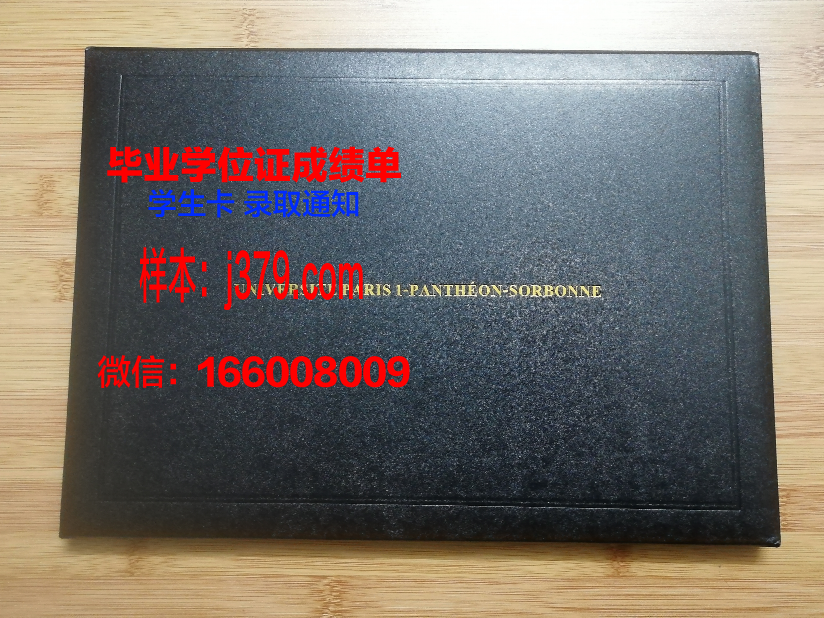 毕业学位证成绩单
学生卡 录取通知
样本：j379.com
UNIVERSITÉ PARIS 1-PANTHÉON-SORBONNE
微信：166008009